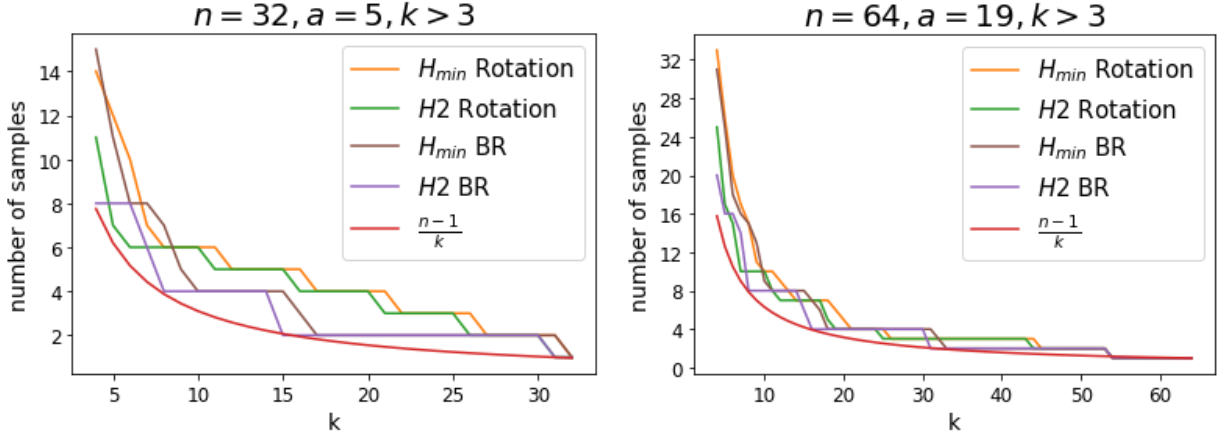 n = 32, a = 5, k > 3
number of samples
14
12
10
8
6
4
2
H_min Rotation
H2 Rotation
H_min BR
H2 BR
n−1
k
5
10
15
20
25
30
k
n = 64, a = 19, k > 3
number of samples
32
28
24
20
16
12
8
4
0
H_min Rotation
H2 Rotation
H_min BR
H2 BR
n−1
k
10
20
30
40
50
60
k